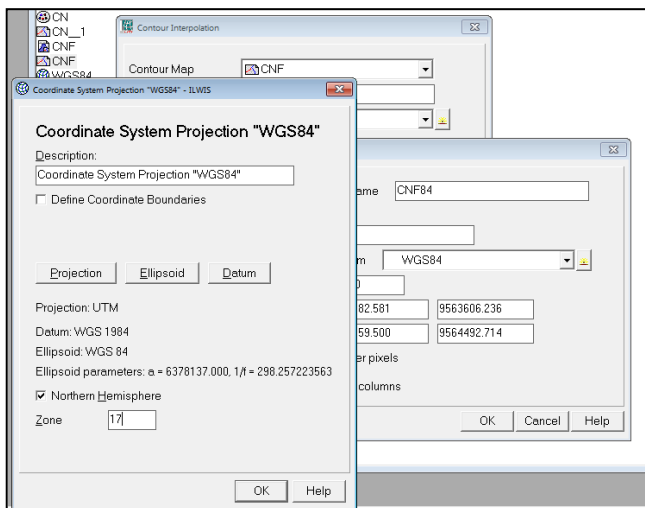 CN
CN__1
CNF
CNF
WGS84
Contour Interpolation
Contour Map
CNF
Coordinate System Projection "WGS84" - ILWIS
Coordinate System Projection "WGS84"
Description:
Coordinate System Projection "WGS84"
Define Coordinate Boundaries
Projection
Ellipsoid
Datum
Projection: UTM
Datum: WGS 1984
Ellipsoid: WGS 84
Ellipsoid parameters: a = 6378137.000, 1/f = 298.257223563
Northern Hemisphere
Zone
17
OK
Help
ame
CNF84
m
WGS84
0
82.581
9563606.236
59.500
9564492.714
er pixels
columns
OK
Cancel
Help